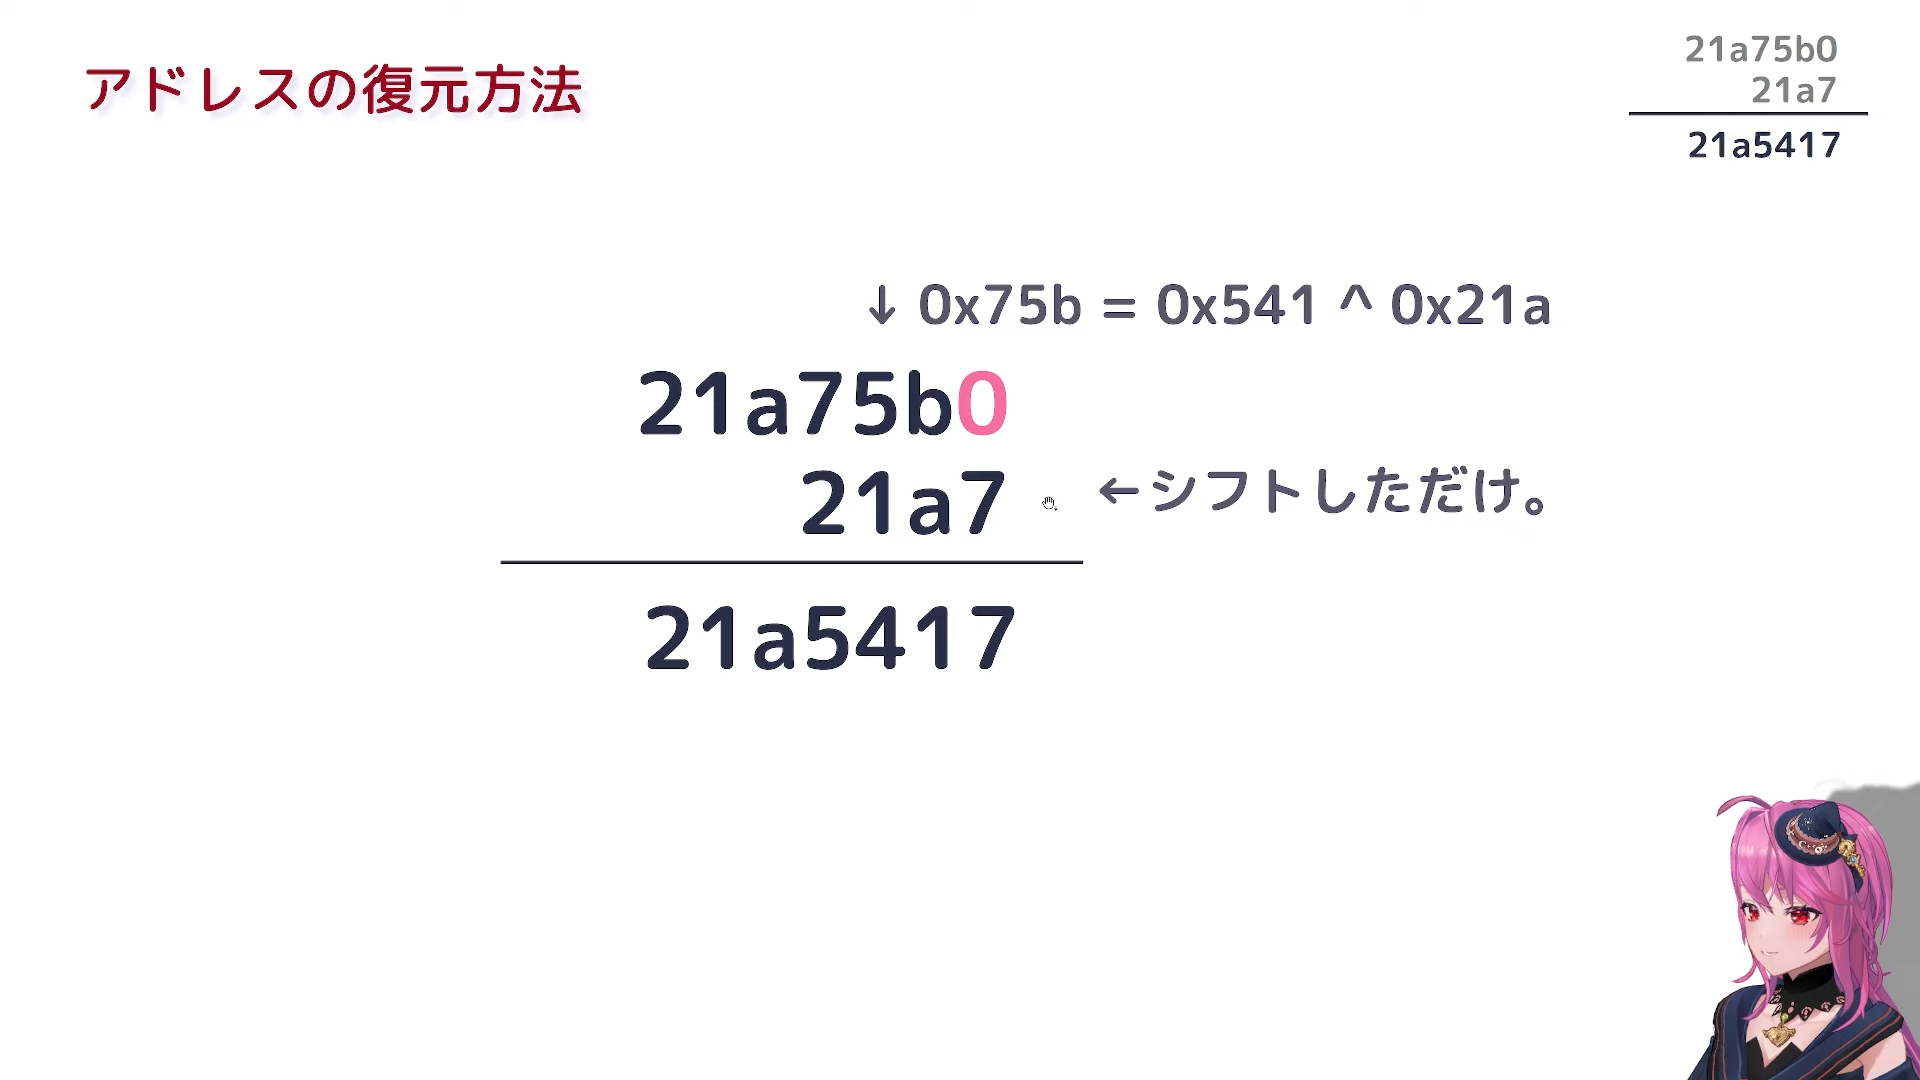 アドレスの復元方法
21a75b0
21a7
21a5417
↓ 0x75b = 0x541 ^ 0x21a
21a75b0
21a7 ←シフトしただけ。
21a5417